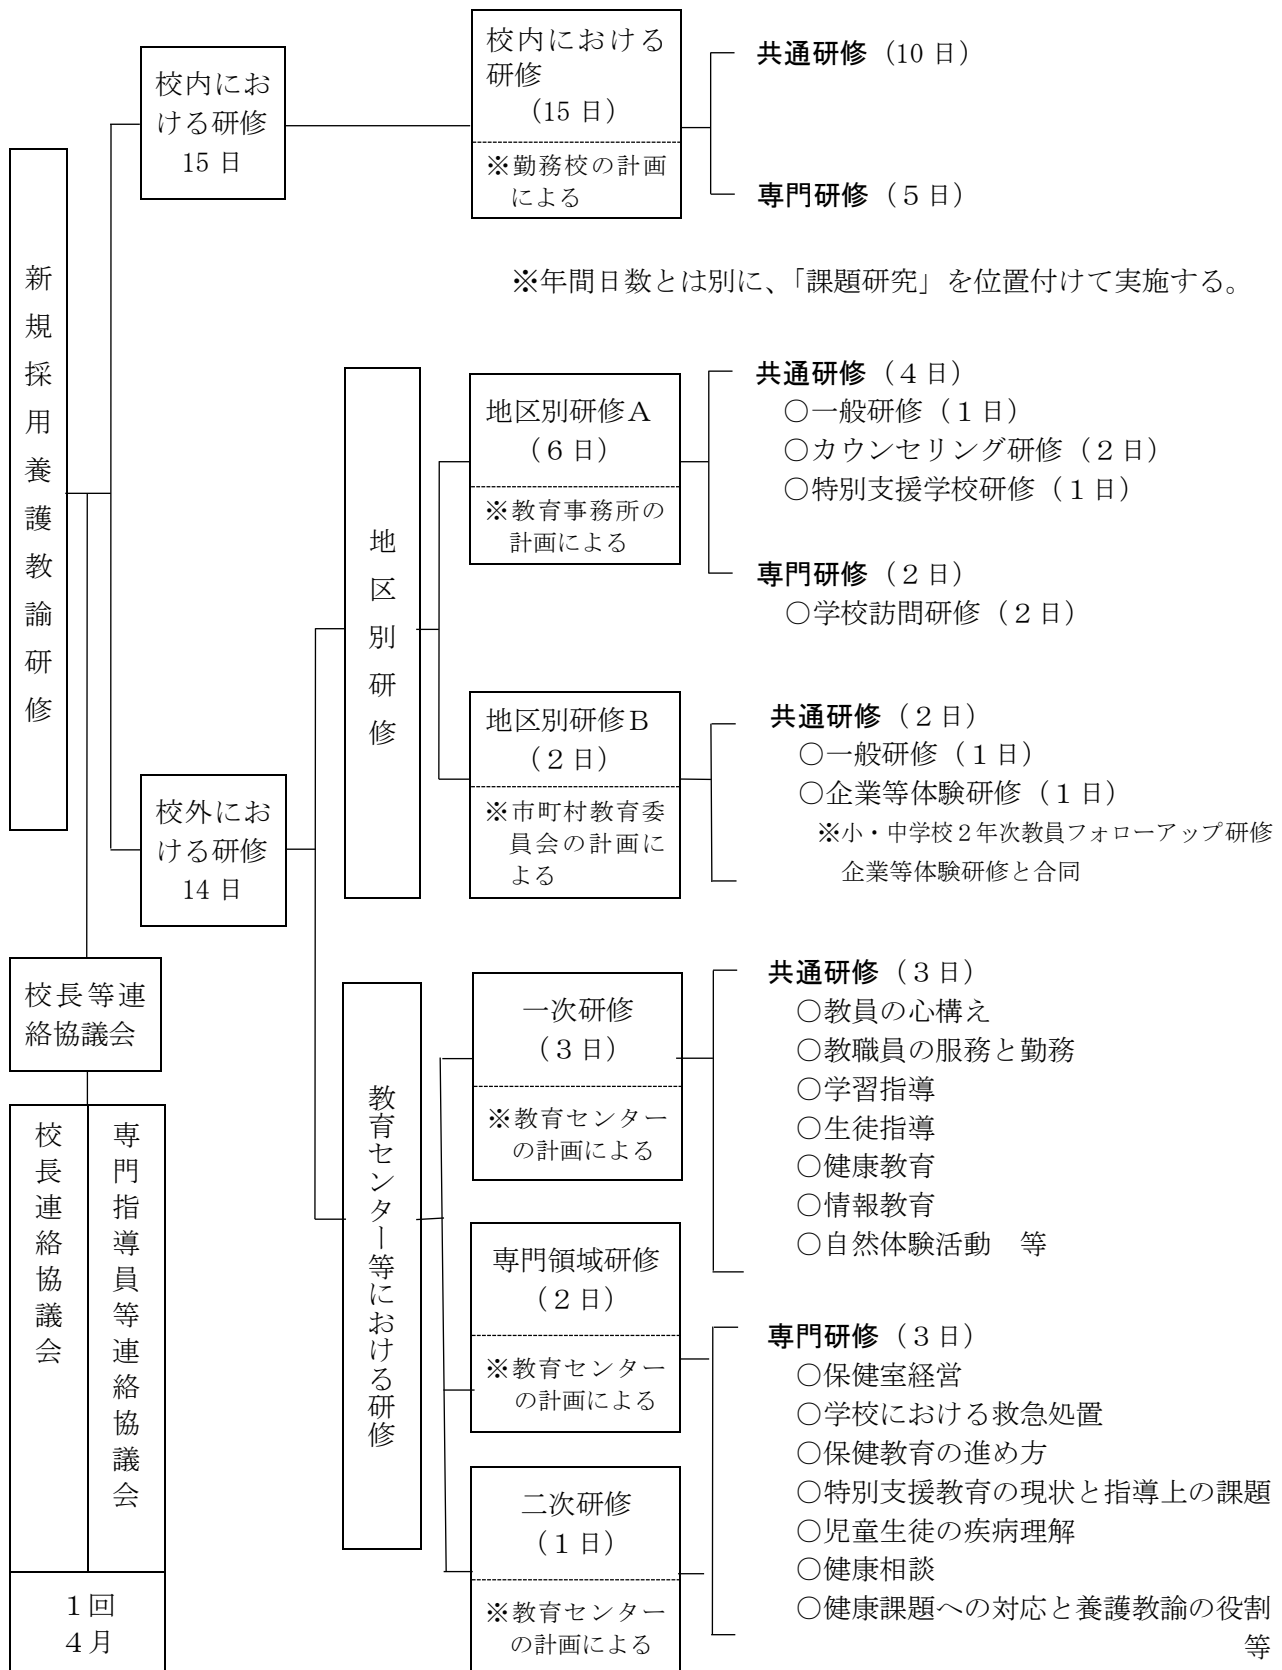 新規採用養護教諭研修
校内にお
ける研修
15 日
校内における
研修
（15 日）
※勤務校の計画
による
共通研修（10 日）
専門研修（５日）
※年間日数とは別に、「課題研究」を位置付けて実施する。
校外にお
ける研修
14 日
地区別研修
地区別研修Ａ
（６日）
※教育事務所の
計画による
共通研修（４日）
○一般研修（１日）
○カウンセリング研修（２日）
○特別支援学校研修（１日）
専門研修（２日）
○学校訪問研修（２日）
地区別研修Ｂ
（２日）
※市町村教育委
員会の計画に
よる
共通研修（２日）
○一般研修（１日）
○企業等体験研修（１日）
※小・中学校２年次教員フォローアップ研修
企業等体験研修と合同
教育センター等における研修
一次研修
（３日）
※教育センター
の計画による
共通研修（３日）
○教員の心構え
○教職員の服務と勤務
○学習指導
○生徒指導
○健康教育
○情報教育
○自然体験活動　等
専門領域研修
（２日）
※教育センター
の計画による
二次研修
（１日）
※教育センター
の計画による
専門研修（３日）
○保健室経営
○学校における救急処置
○保健教育の進め方
○特別支援教育の現状と指導上の課題
○児童生徒の疾病理解
○健康相談
○健康課題への対応と養護教諭の役割
等
校長等連
絡協議会
校長連絡協議会
専門指導員等連絡協議会
１回
４月